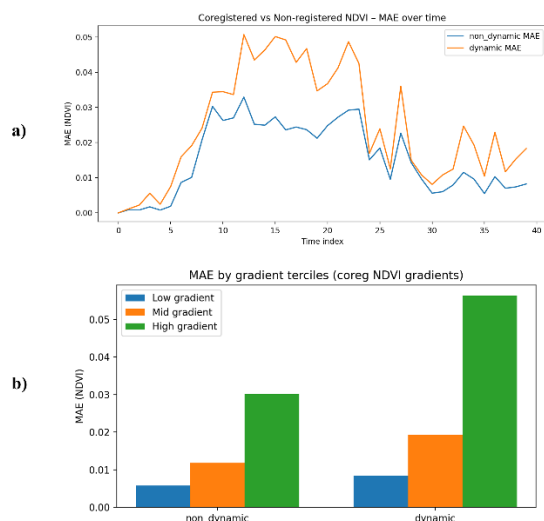 a)
Coregistered vs Non-registered NDVI – MAE over time
non_dynamic MAE
dynamic MAE
MAE (NDVI)
0.05
0.04
0.03
0.02
0.01
0.00
0 5 10 15 20 25 30 35 40
Time index
b)
MAE by gradient terciles (coreg NDVI gradients)
Low gradient
Mid gradient
High gradient
MAE (NDVI)
0.05
0.04
0.03
0.02
0.01
0.00
non_dynamic dynamic